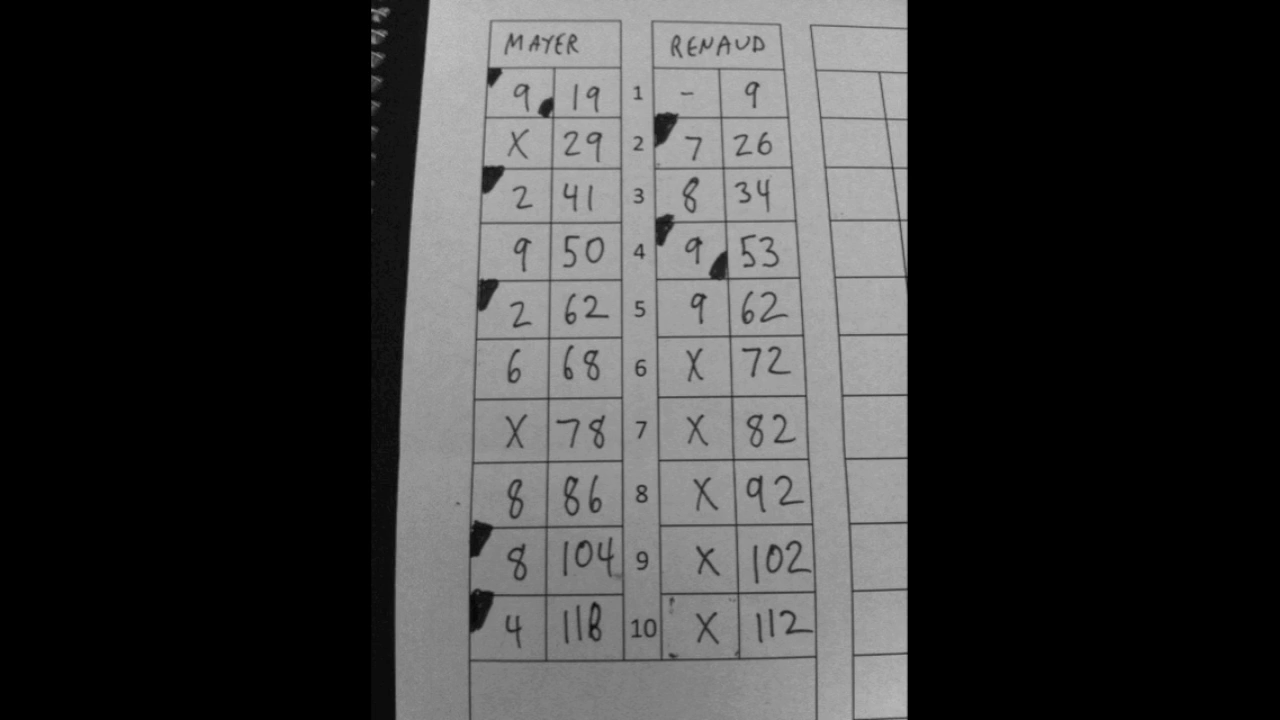 MAYER RENAUD
9 19 1 - 9
X 29 2 7 26
2 41 3 8 34
9 50 4 9 53
2 62 5 9 62
6 68 6 X 72
X 78 7 X 82
8 86 8 X 92
8 104 9 X 102
4 118 10 X 112